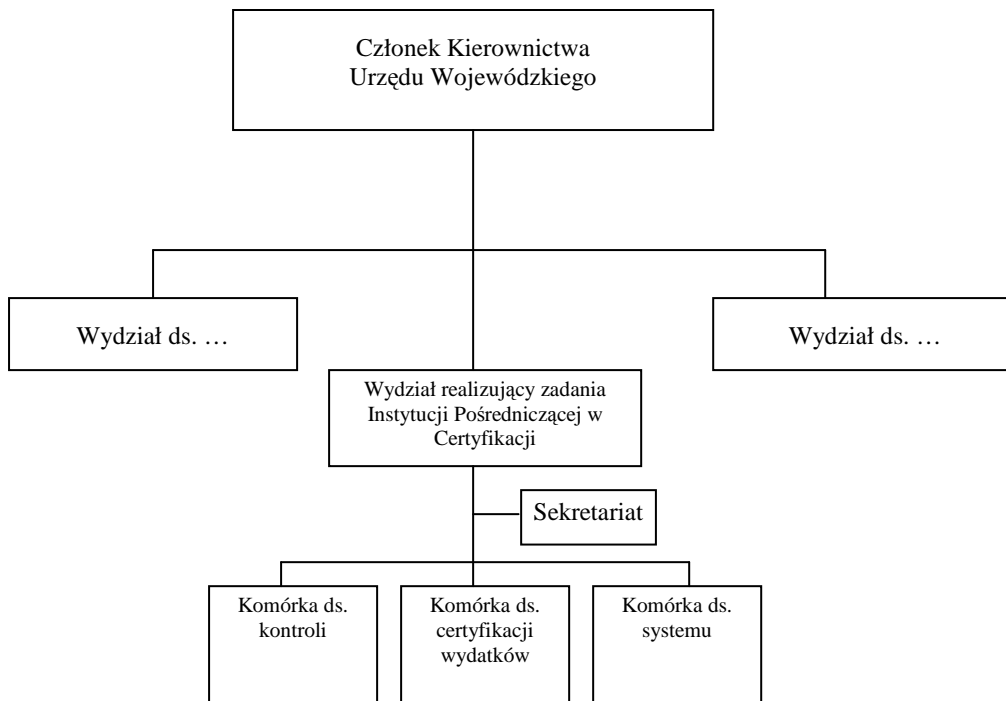 Członek Kierownictwa
Urzędu Wojewódzkiego
Wydział ds. …
Wydział ds. …
Wydział realizujący zadania
Instytucji Pośredniczącej w
Certyfikacji
Sekretariat
Komórka ds.
kontroli
Komórka ds.
certyfikacji
wydatków
Komórka ds.
systemu